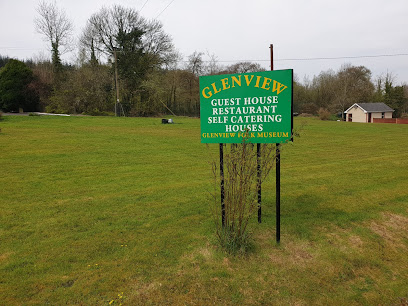 GLENVIEW
GUEST HOUSE
RESTAURANT
SELF CATERING
HOUSES
GLENVIEW FOLK MUSEUM